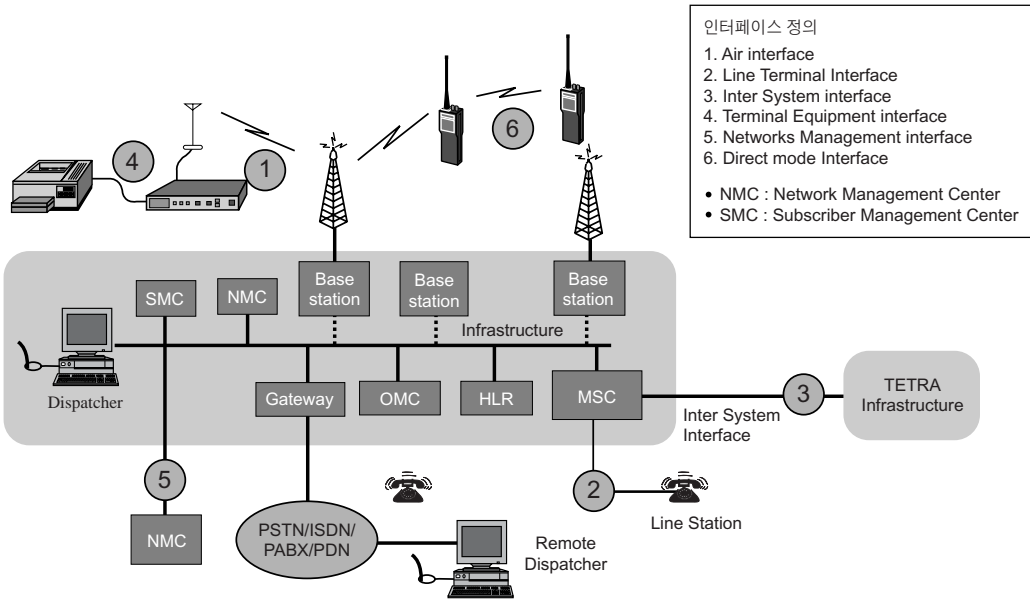 인터페이스 정의
1. Air interface
2. Line Terminal Interface
3. Inter System interface
4. Terminal Equipment interface
5. Networks Management interface
6. Direct mode Interface
• NMC : Network Management Center
• SMC : Subscriber Management Center
6
4
1
SMC
NMC
Base
station
Base
station
Base
station
Infrastructure
Dispatcher
Gateway
OMC
HLR
MSC
Inter System
Interface
3
TETRA
Infrastructure
5
NMC
PSTN/ISDN/
PABX/PDN
Remote
Dispatcher
2
Line Station